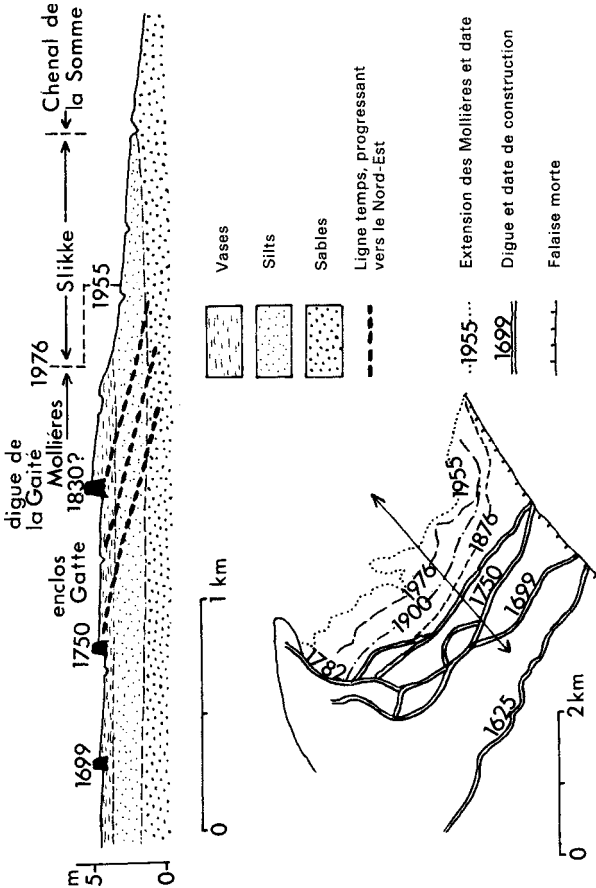 m
5
0
1699
1750
enclos
Gatte
digue de
la Gaité
1830?
Mollières
1976
Slikke
1955
Chenal de
la Somme
0
1 km
Vases
Silts
Sables
Ligne temps, progressant
vers le Nord-Est
..1955....
Extension des Mollières et date
1699
Digue et date de construction
Falaise morte
1782
1900
1976
1955
1876
1750
1699
1625
0
2 km